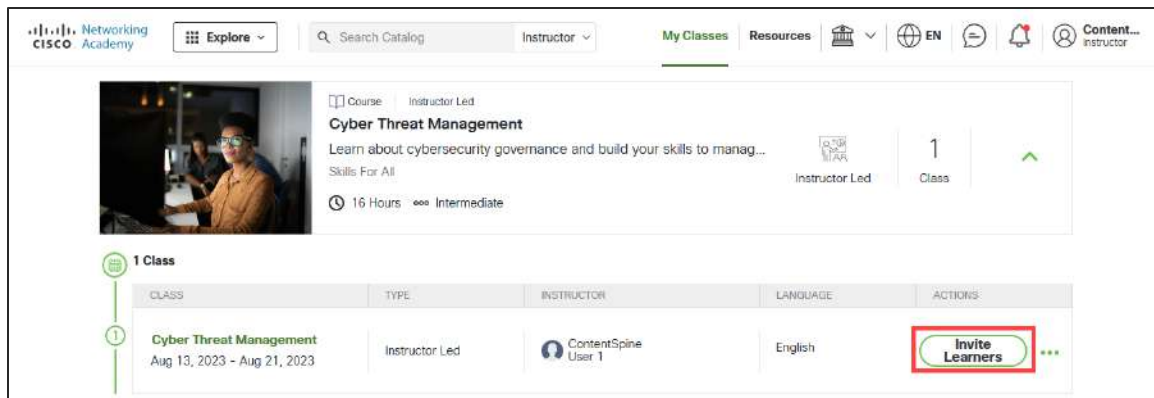 Networking
CISCO Academy
Explore
Search Catalog
Instructor
My Classes
Resources
EN
Content...
Instructor
Course
Instructor Led
Cyber Threat Management
Learn about cybersecurity governance and build your skills to manag...
Skills For All
16 Hours
Intermediate
Instructor Led
1
Class
1 Class
CLASS
TYPE
INSTRUCTOR
LANGUAGE
ACTIONS
1
Cyber Threat Management
Aug 13, 2023 - Aug 21, 2023
Instructor Led
ContentSpine
User 1
English
Invite
Learners